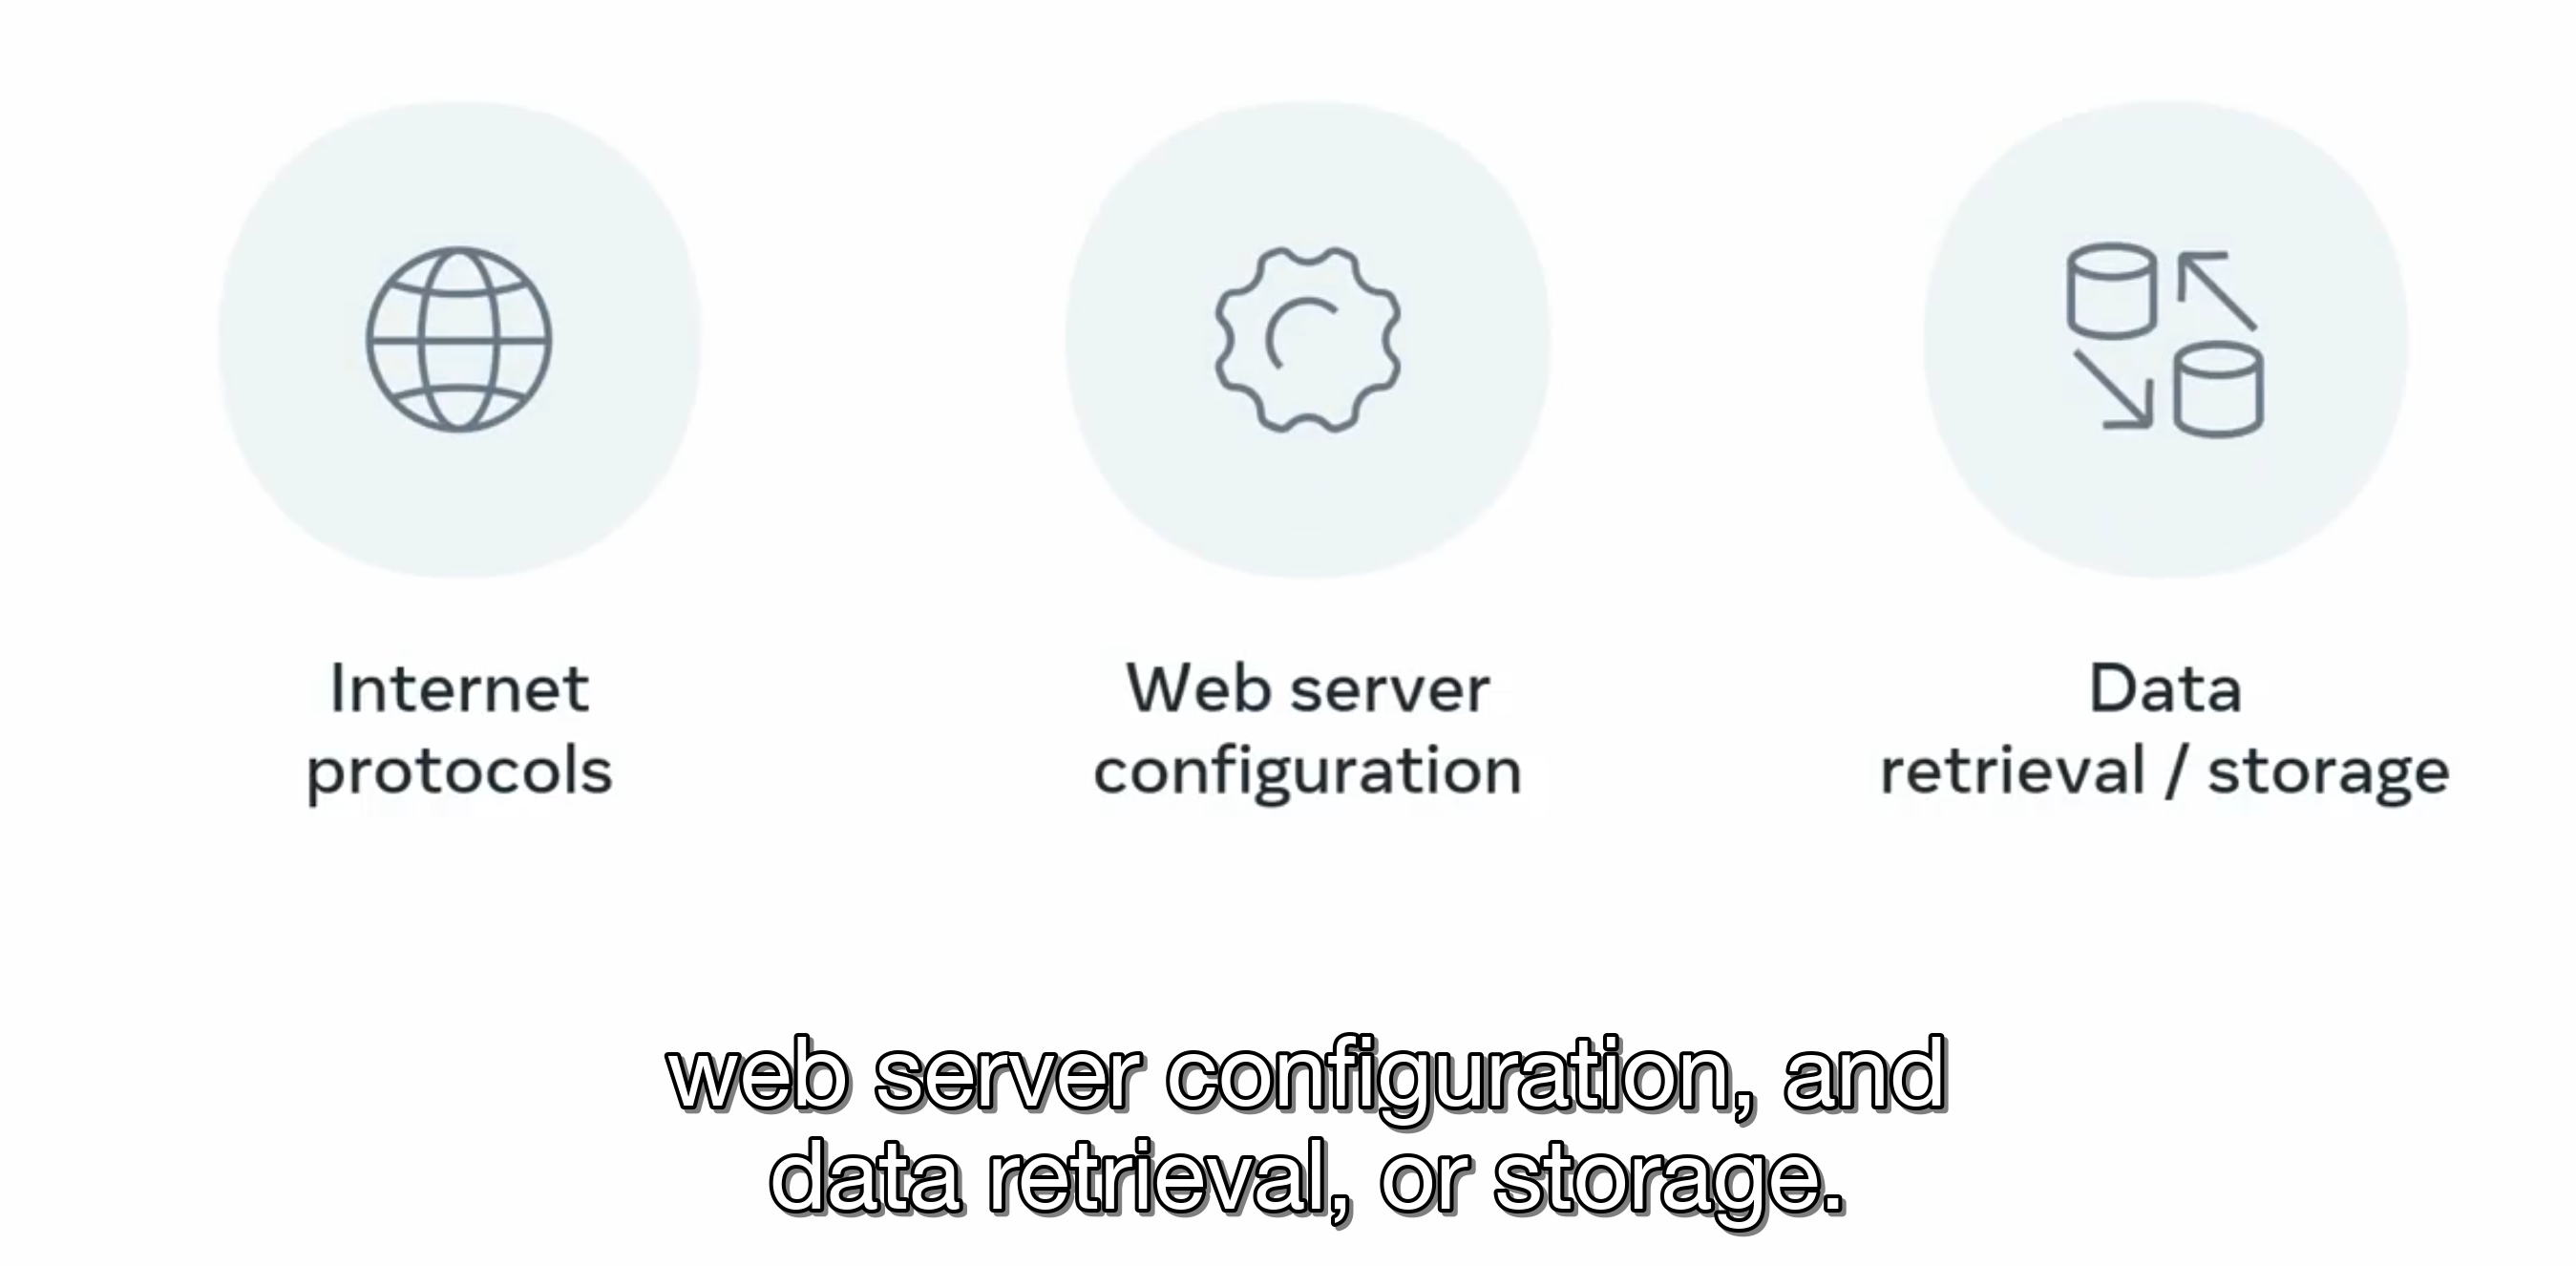 Internet
protocols
Web server
configuration
Data
retrieval / storage
web server configuration, and
data retrieval, or storage.